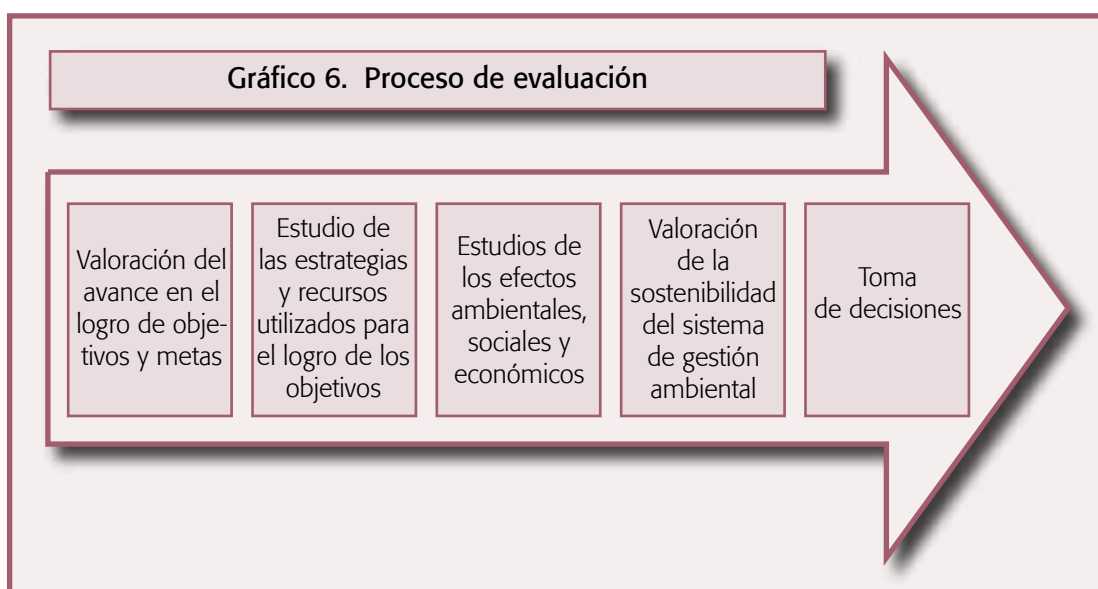 Gráfico 6. Proceso de evaluación
Valoración del
avance en el
logro de obje-
tivos y metas
Estudio de
las estrategias
y recursos
utilizados para
el logro de los
objetivos
Estudios de
los efectos
ambientales,
sociales y
económicos
Valoración
de la
sostenibilidad
del sistema
de gestión
ambiental
Toma
de decisiones